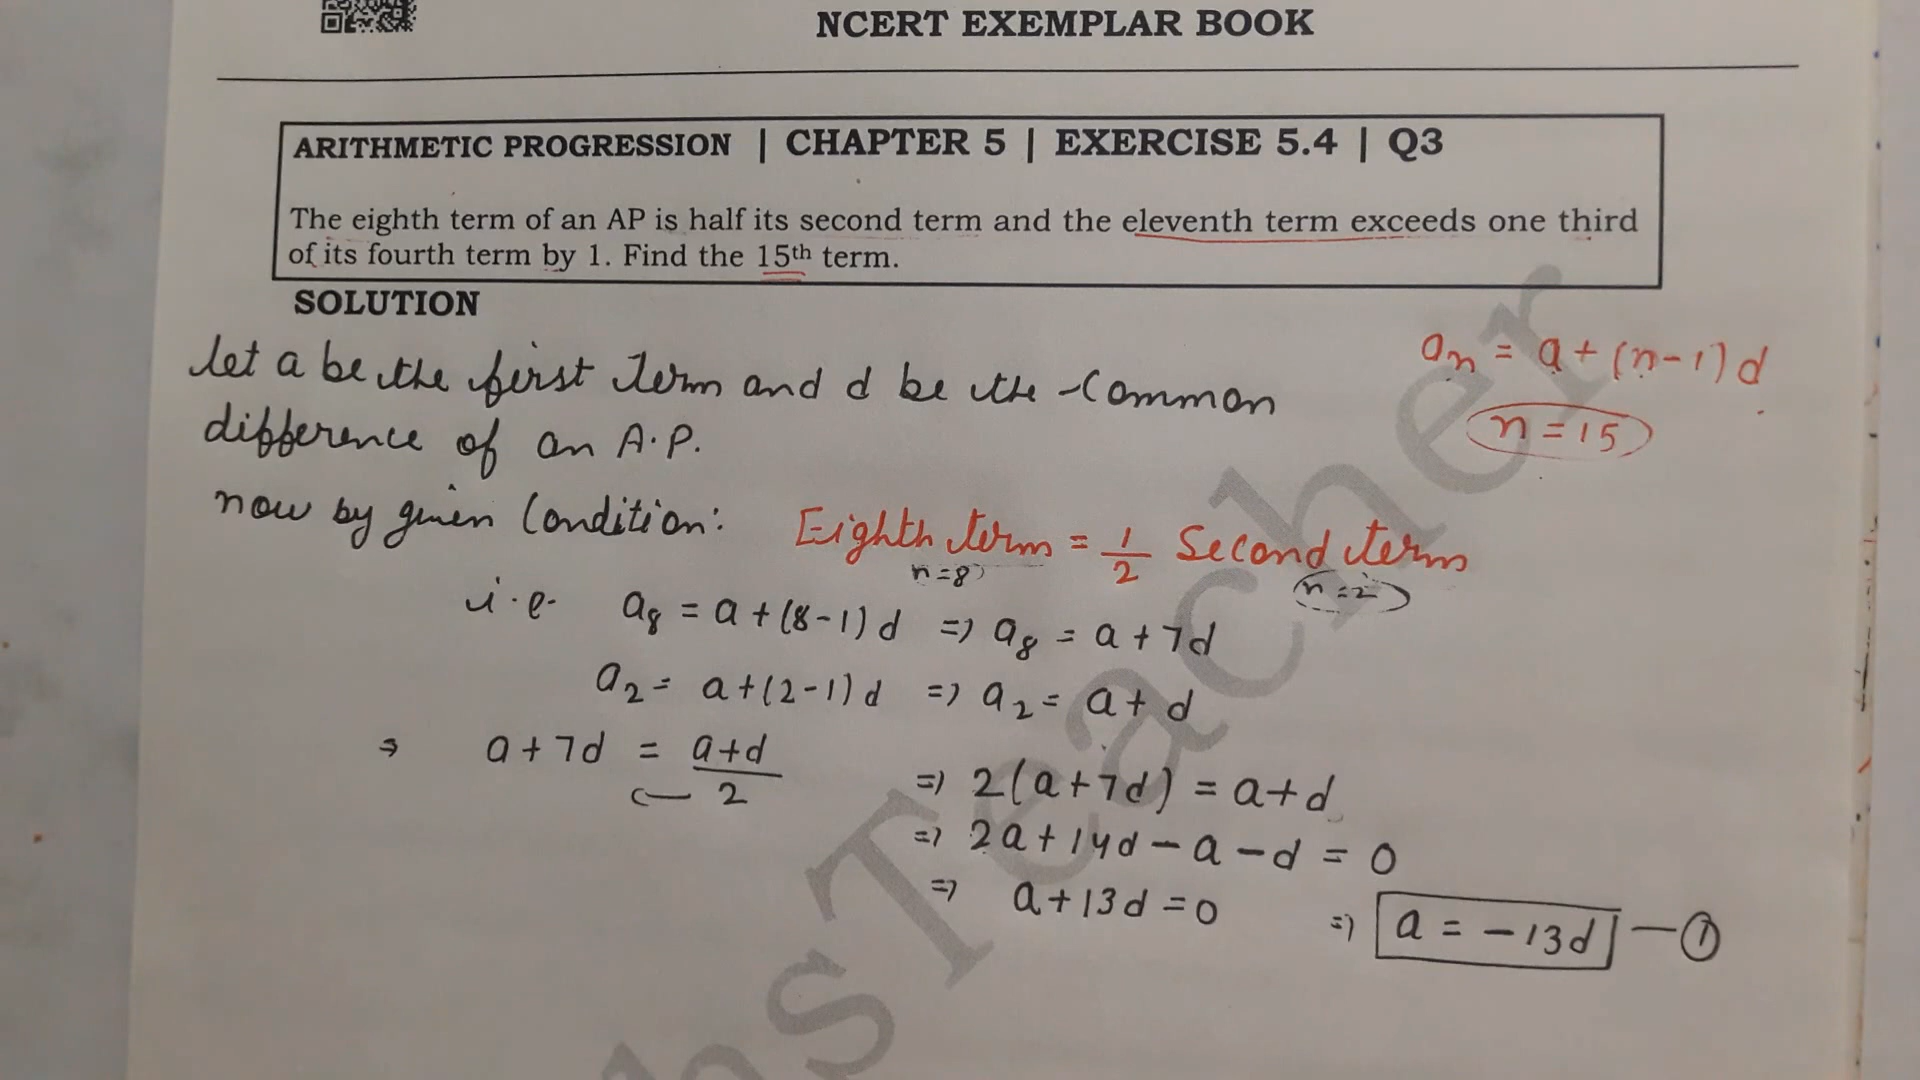 NCERT EXEMPLAR BOOK
ARITHMETIC PROGRESSION | CHAPTER 5 | EXERCISE 5.4 | Q3
The eighth term of an AP is half its second term and the eleventh term exceeds one third
of its fourth term by 1. Find the 15th term.
SOLUTION
let a be the first term and d be the common
difference of an A.P.
an = a + (n-1) d
n = 15
now by given condition:
Eighth term = 1/2 Second term
n=8
n=2
i.e. a8 = a + (8-1) d => a8 = a + 7d
a2 = a + (2-1) d => a2 = a + d
⇒ a + 7d = a+d/2
=> 2(a+7d) = a+d
=> 2a + 14d - a - d = 0
=> a + 13d = 0 => a = -13d — ①
hsTeacher